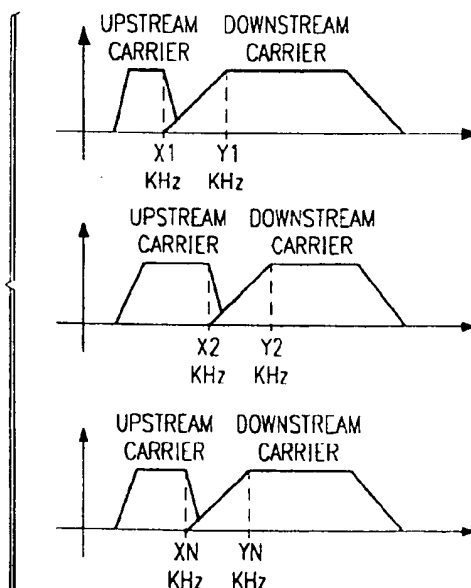 UPSTREAM DOWNSTREAM
CARRIER CARRIER
X1 Y1
KHz KHz
UPSTREAM DOWNSTREAM
CARRIER CARRIER
X2 Y2
KHz KHz
UPSTREAM DOWNSTREAM
CARRIER CARRIER
XN YN
KHz KHz